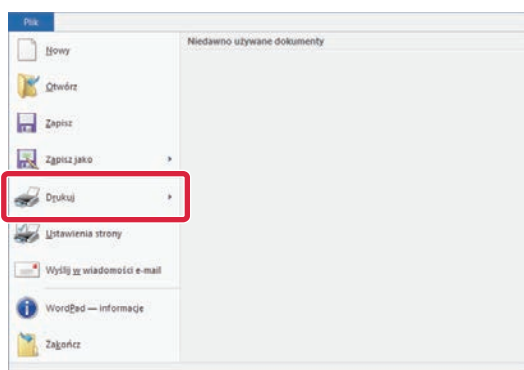 Plik
Niedawno używane dokumenty
Nowy
Otwórz
Zapisz
Zapisz jako
Drukuj
Ustawienia strony
Wyślij w wiadomości e-mail
WordPad — informacje
Zakończ